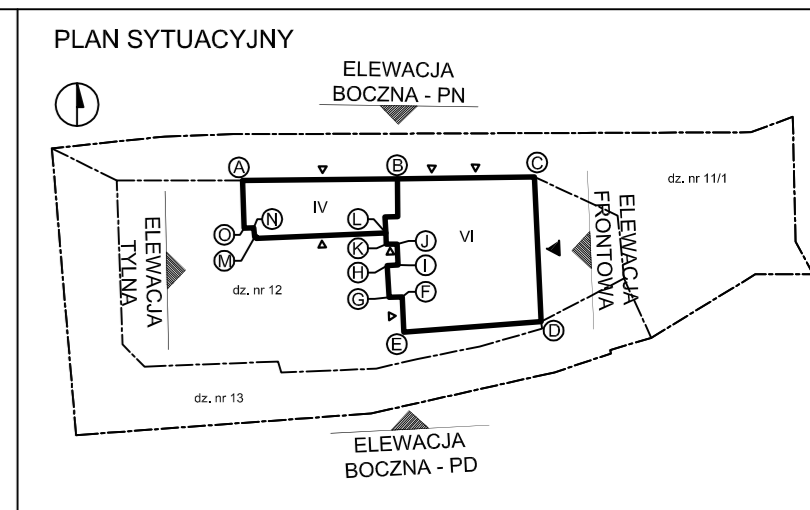 PLAN SYTUACYJNY
ELEWACJA
BOCZNA - PN
A
B
C
dz. nr 11/1
IV
VI
L
N
O
M
K
J
H
I
G
F
E
D
ELEWACJA
TYLNA
ELEWACJA
FRONTOWA
dz. nr 12
dz. nr 13
ELEWACJA
BOCZNA - PD